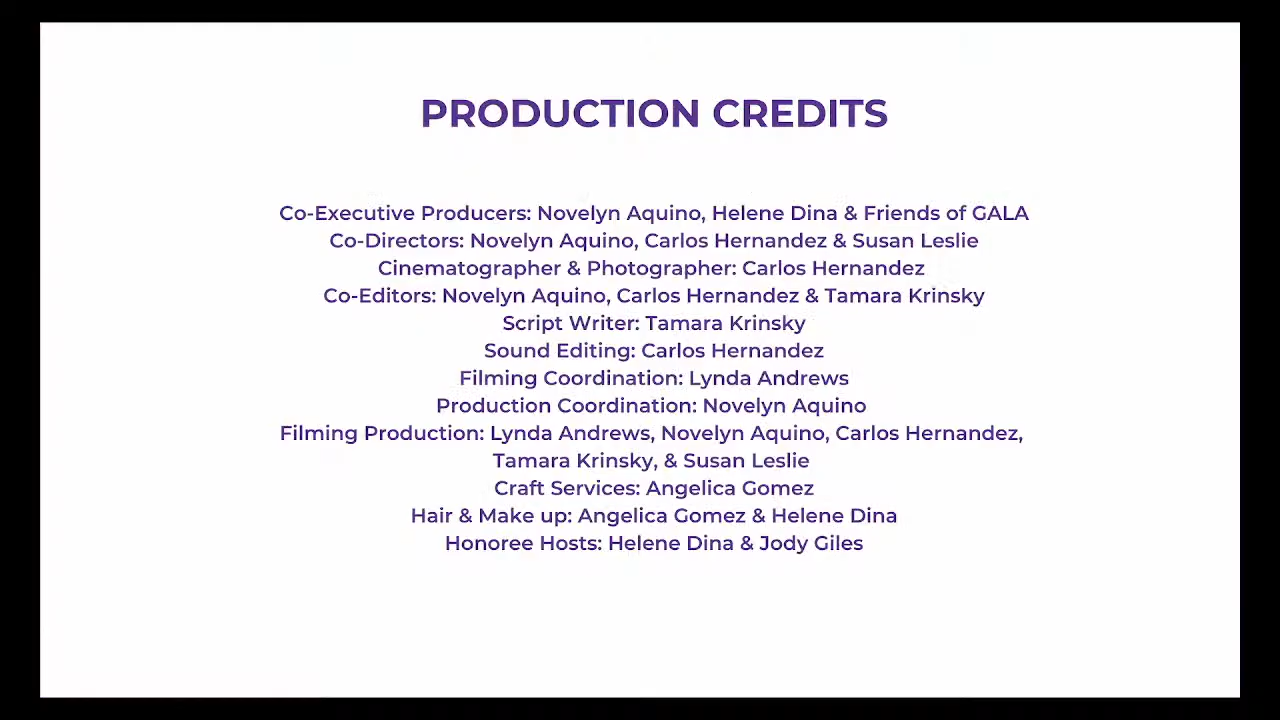 PRODUCTION CREDITS
Co-Executive Producers: Novelyn Aquino, Helene Dina & Friends of GALA
Co-Directors: Novelyn Aquino, Carlos Hernandez & Susan Leslie
Cinematographer & Photographer: Carlos Hernandez
Co-Editors: Novelyn Aquino, Carlos Hernandez & Tamara Krinsky
Script Writer: Tamara Krinsky
Sound Editing: Carlos Hernandez
Filming Coordination: Lynda Andrews
Production Coordination: Novelyn Aquino
Filming Production: Lynda Andrews, Novelyn Aquino, Carlos Hernandez,
Tamara Krinsky, & Susan Leslie
Craft Services: Angelica Gomez
Hair & Make up: Angelica Gomez & Helene Dina
Honoree Hosts: Helene Dina & Jody Giles